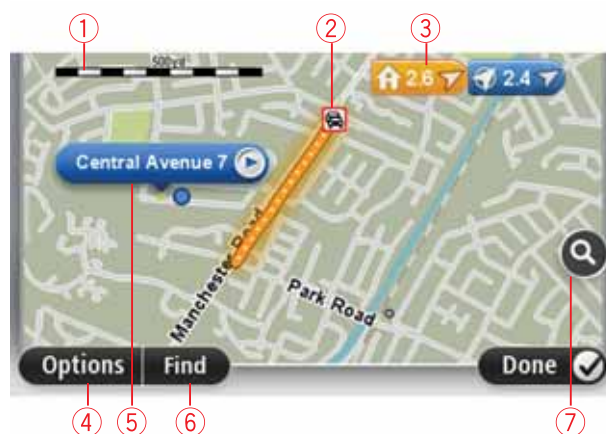 ① ② ③
500yd
2.6 2.4
Central Avenue 7
Manchester Road
Park Road
Options Find Done
④ ⑤ ⑥ ⑦